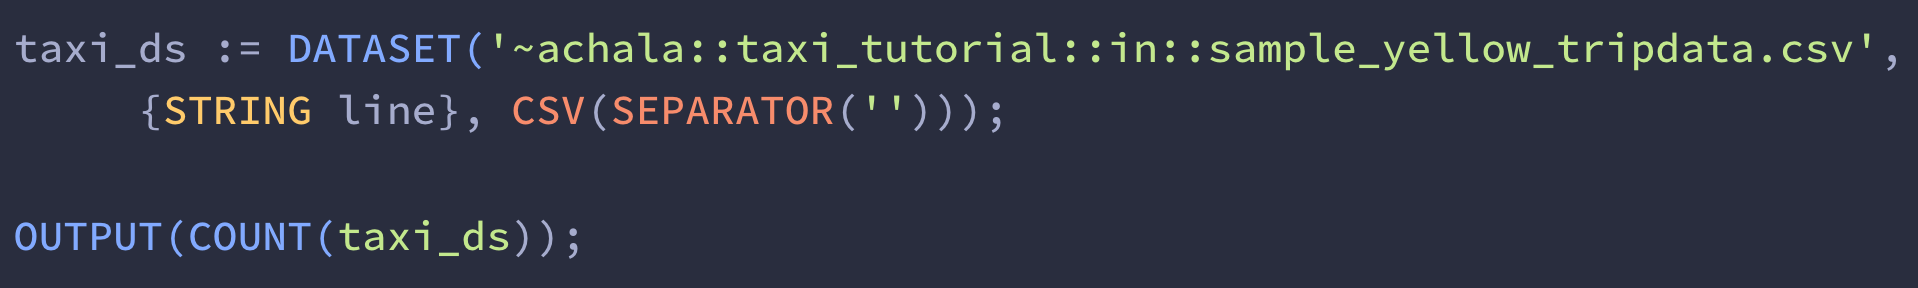 taxi_ds := DATASET('~achala::taxi_tutorial::in::sample_yellow_tripdata.csv',
{STRING line}, CSV(SEPARATOR('')));
OUTPUT(COUNT(taxi_ds));